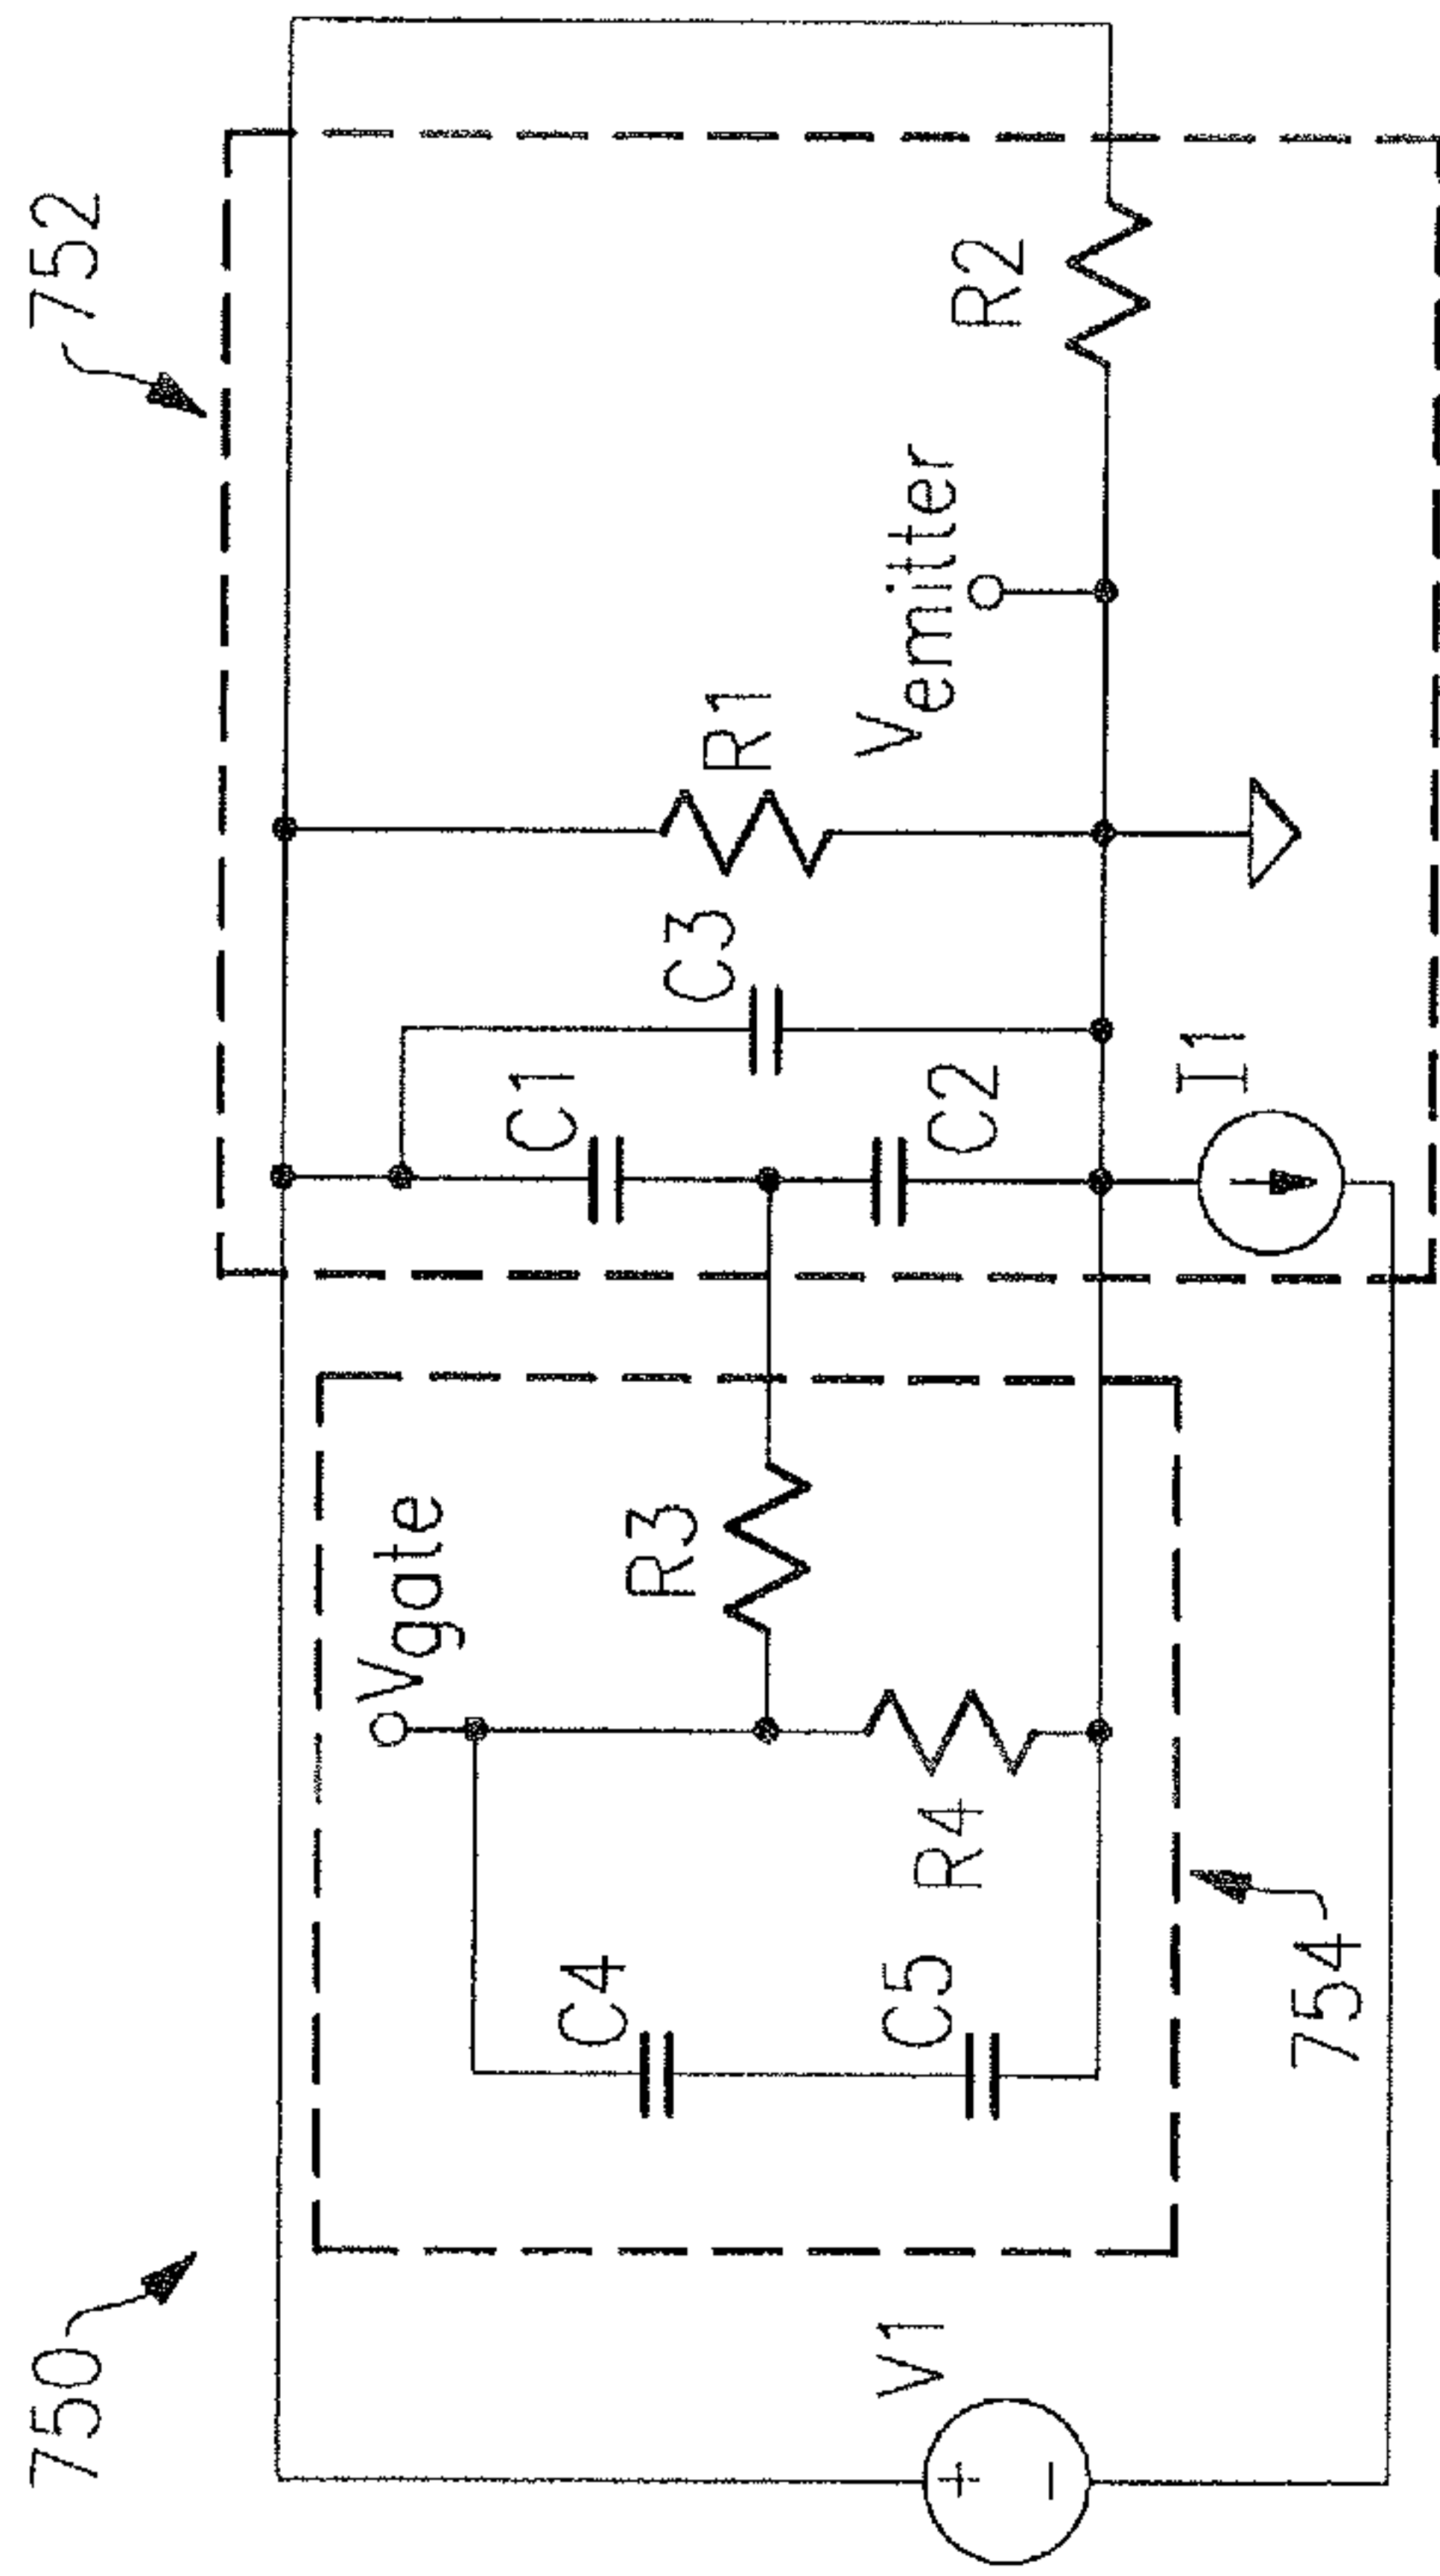 750
752
V1
C4
C5
Vgate
R4
R3
C1
C2
C3
I1
R1
Vemitter
R2
754
+
-